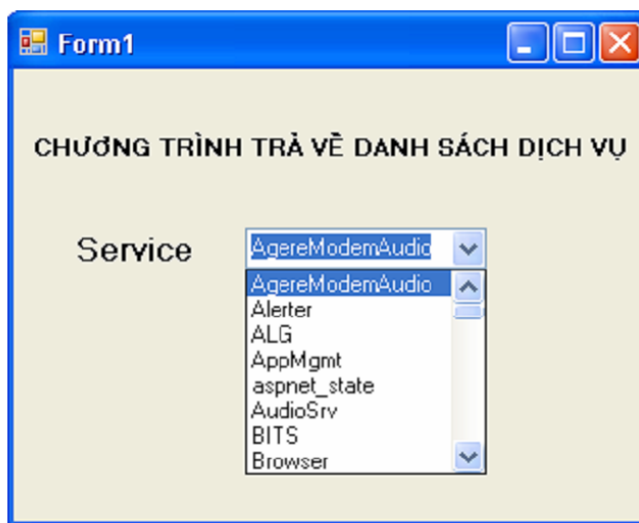 Form1
CHƯƠNG TRÌNH TRẢ VỀ DANH SÁCH DỊCH VỤ
Service AgereModemAudio
AgereModemAudio
Alerter
ALG
AppMgmt
aspnet_state
AudioSrv
BITS
Browser